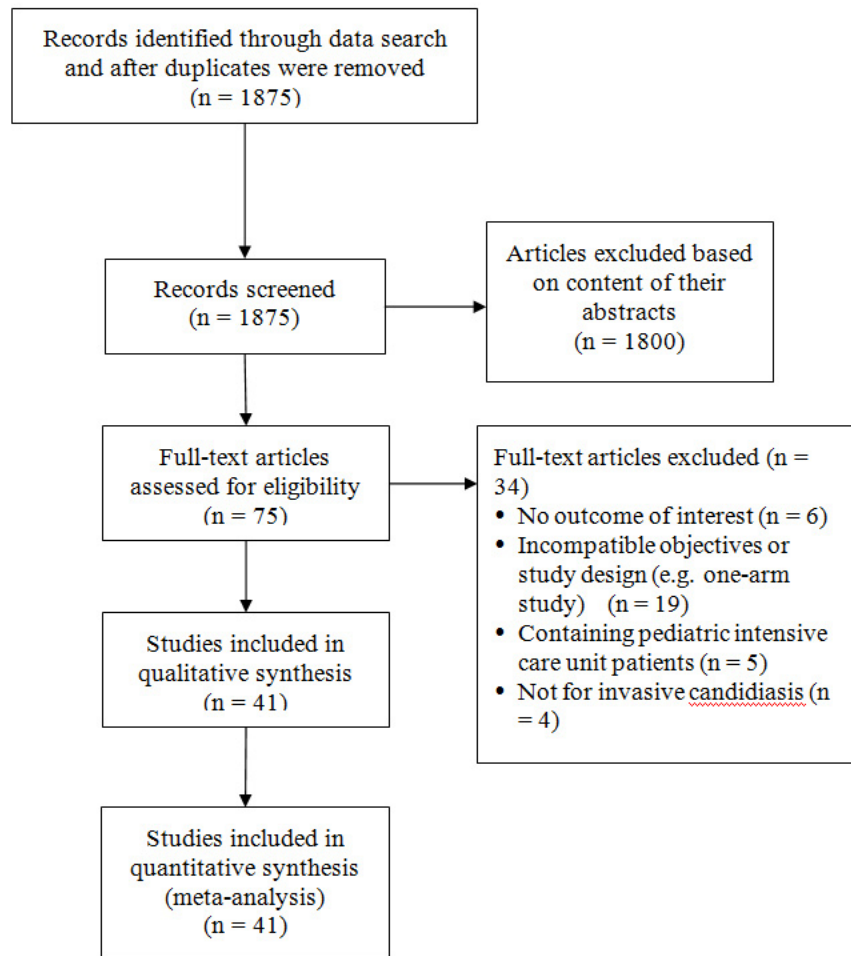 Records identified through data search
and after duplicates were removed
(n = 1875)
Records screened
(n = 1875)
Articles excluded based
on content of their
abstracts
(n = 1800)
Full-text articles
assessed for eligibility
(n = 75)
Full-text articles excluded (n =
34)
• No outcome of interest (n = 6)
• Incompatible objectives or
study design (e.g. one-arm
study) (n = 19)
• Containing pediatric intensive
care unit patients (n = 5)
• Not for invasive candidiasis (n
= 4)
Studies included in
qualitative synthesis
(n = 41)
Studies included in
quantitative synthesis
(meta-analysis)
(n = 41)